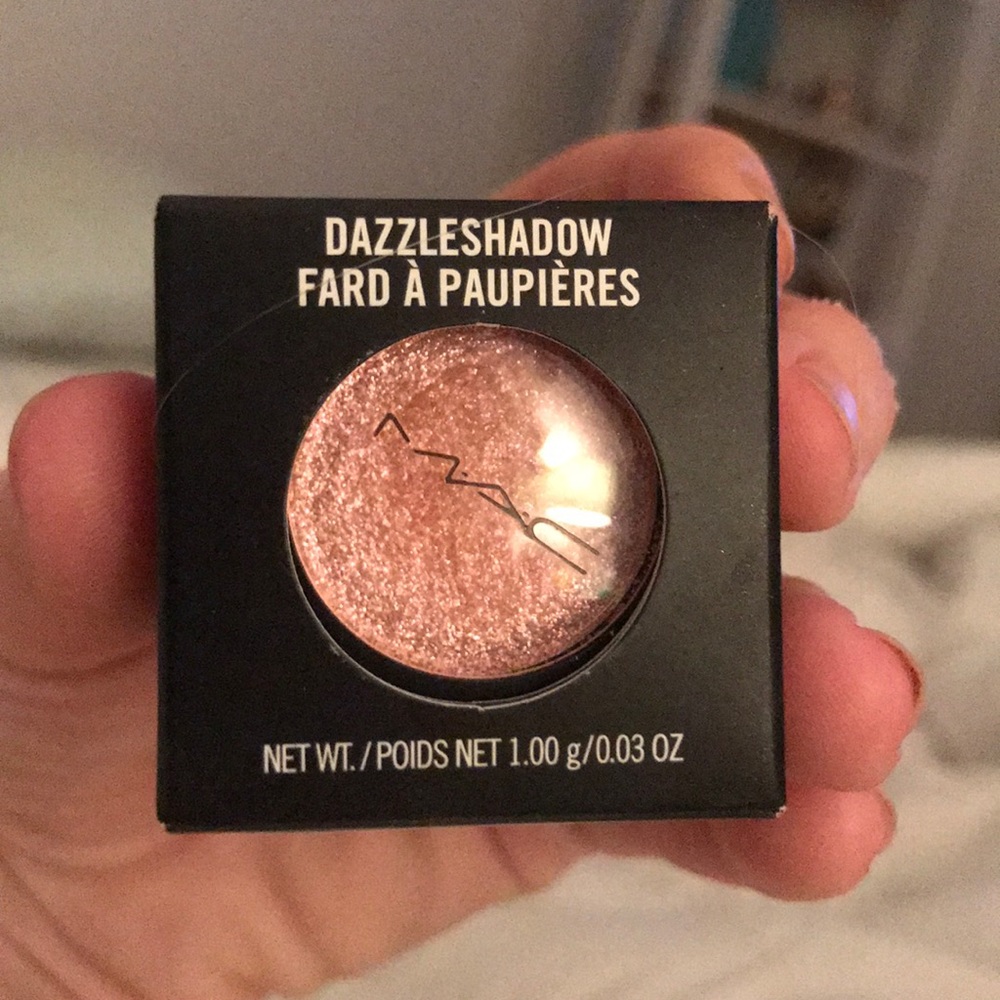 DAZZLESHADOW
FARD À PAUPIÈRES
M·A·C
NET WT. / POIDS NET 1.00 g/0.03 OZ